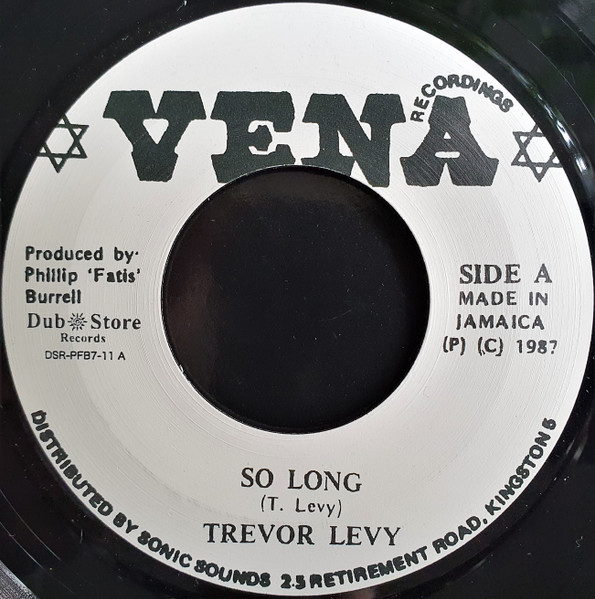 VENA
RECORDINGS
Produced by
Phillip 'Fatis'
Burrell
Dub Store
Records
DSR-PFB7-11 A
SIDE A
MADE IN
JAMAICA
(P) (C) 1987
SO LONG
(T. Levy)
TREVOR LEVY
DISTRIBUTED BY SONIC SOUNDS 25 RETIREMENT ROAD, KINGSTON 5